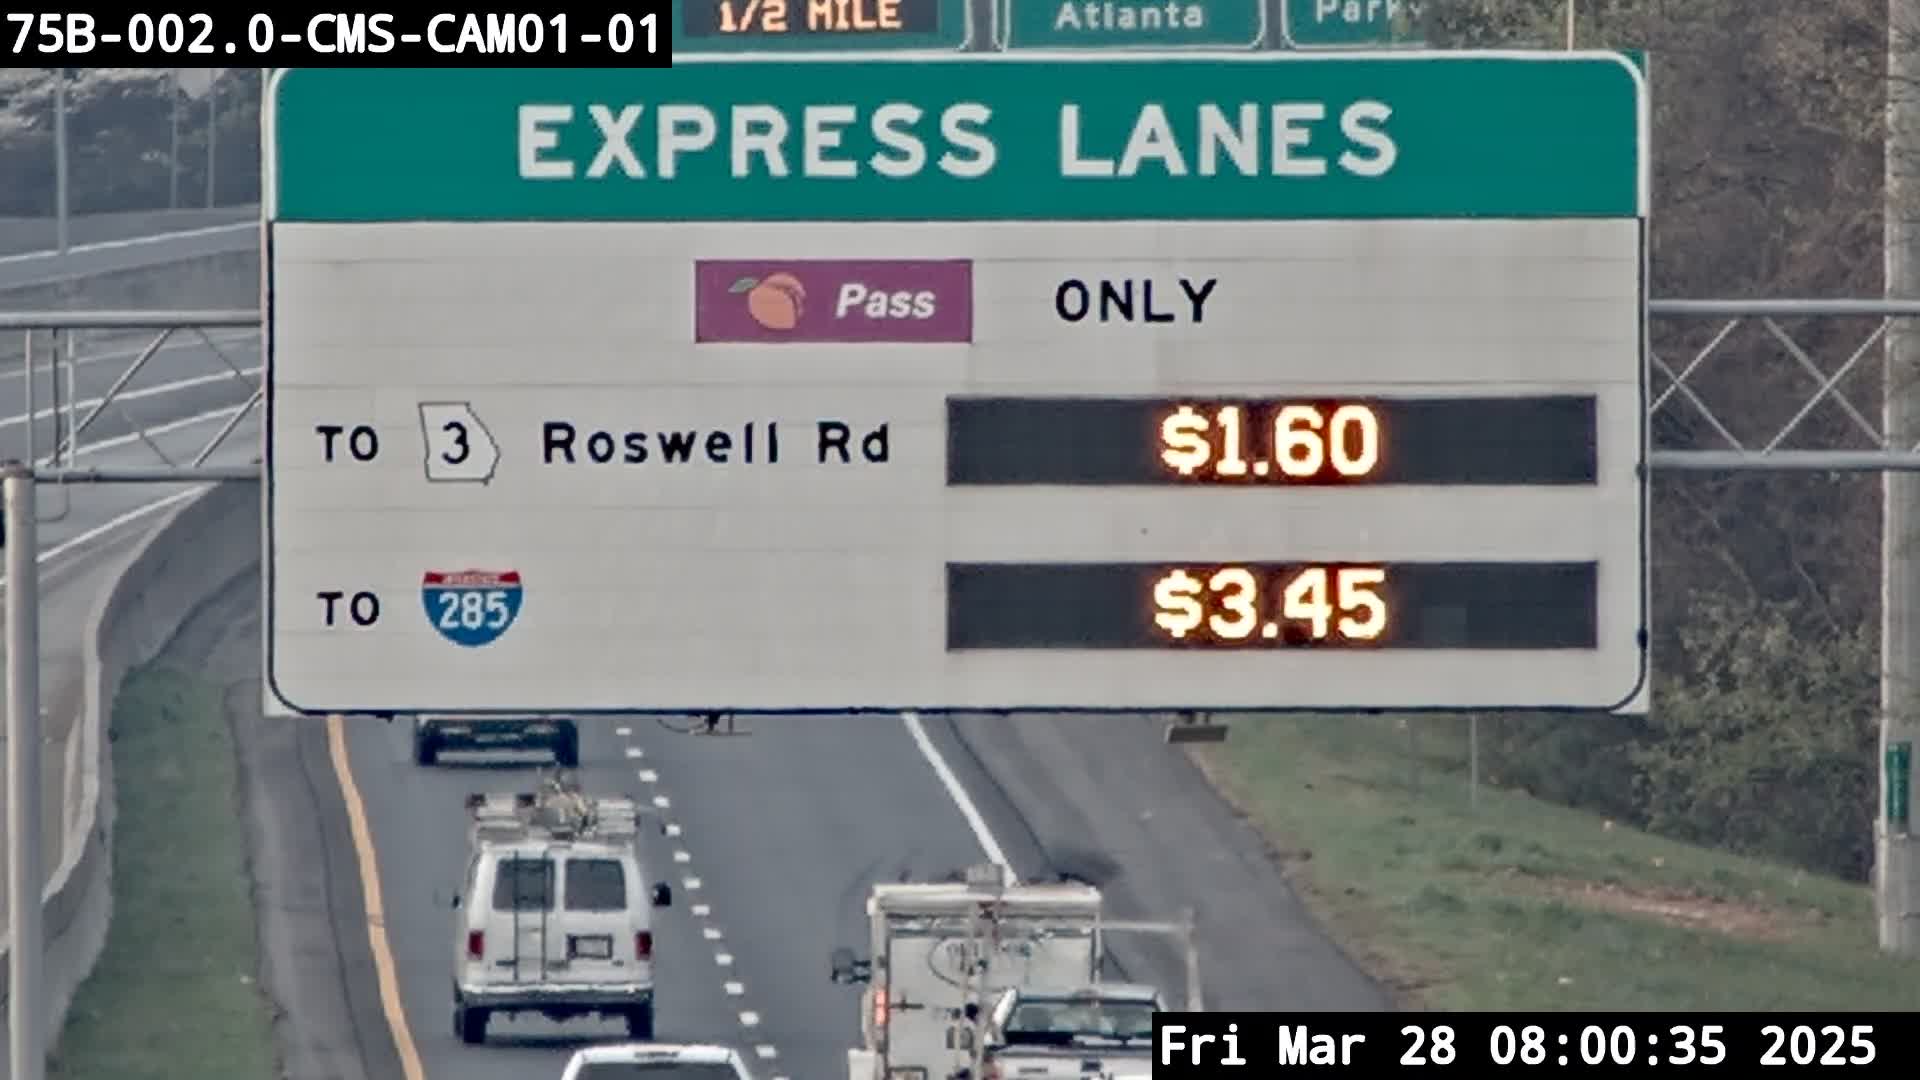 75B-002.0-CMS-CAM01-01
1/2 MILE
Atlanta
EXPRESS LANES
Pass ONLY
TO 3 Roswell Rd $1.60
TO 285 $3.45
Fri Mar 28 08:00:35 2025